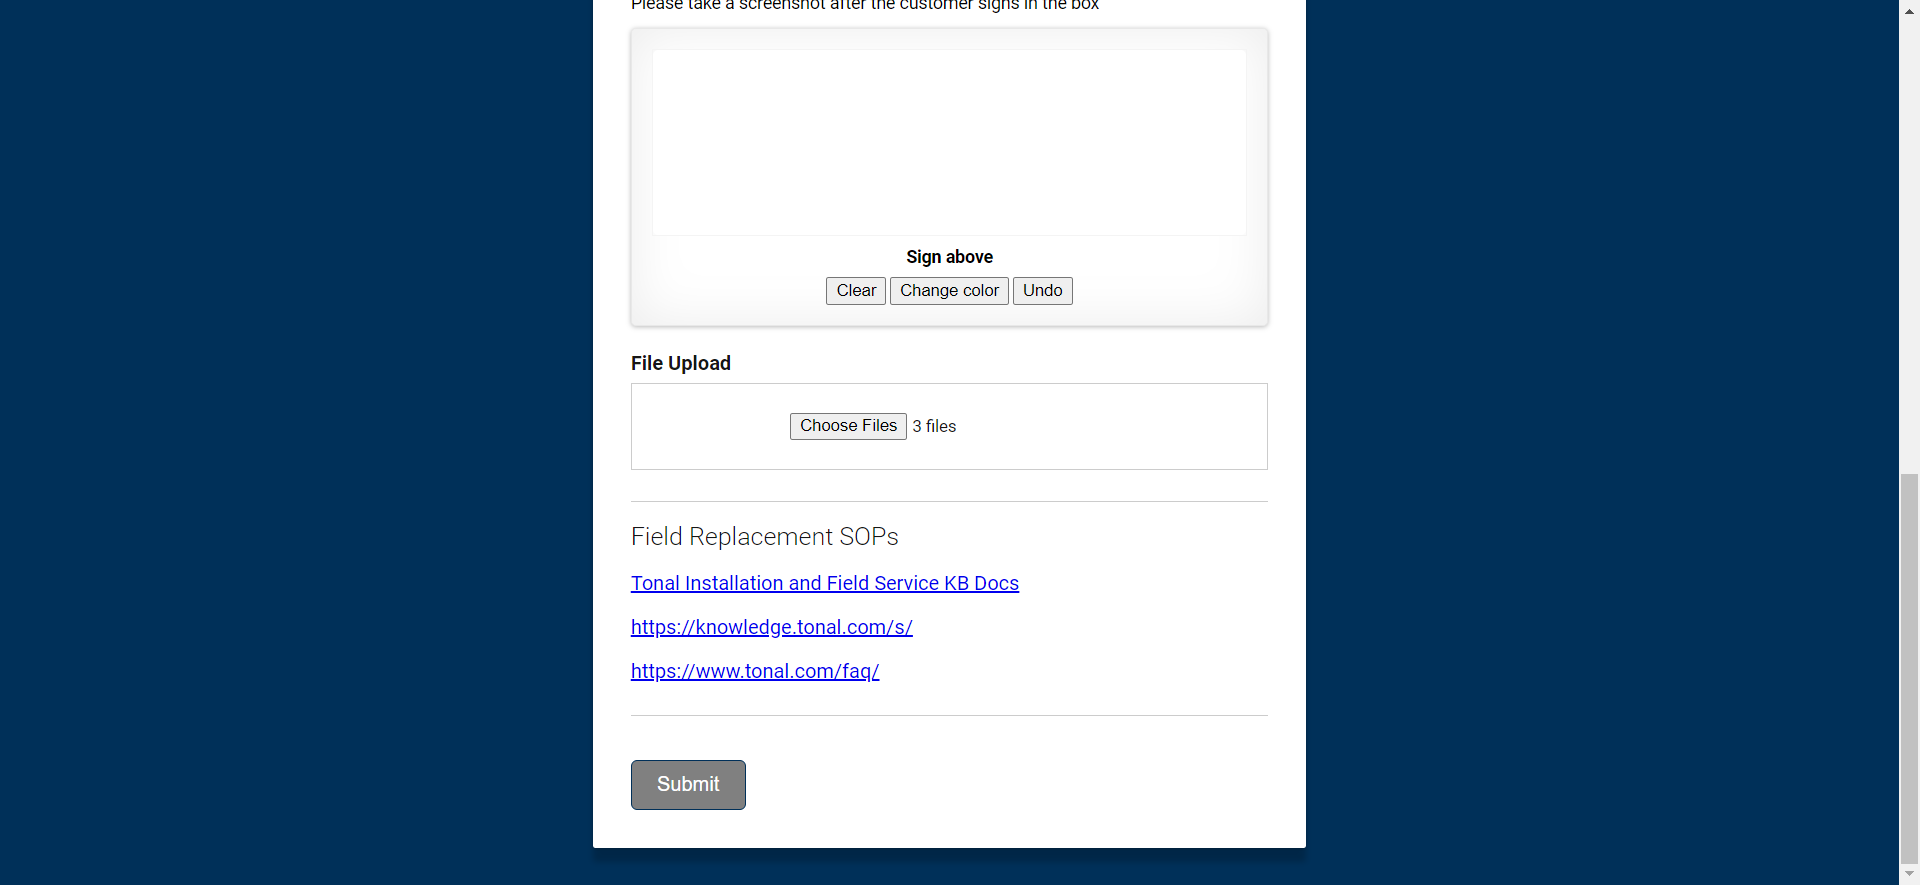 Please take a screenshot after the customer signs in the box
Sign above
Clear Change color Undo
File Upload
Choose Files 3 files
Field Replacement SOPs
Tonal Installation and Field Service KB Docs
https://knowledge.tonal.com/s/
https://www.tonal.com/faq/
Submit